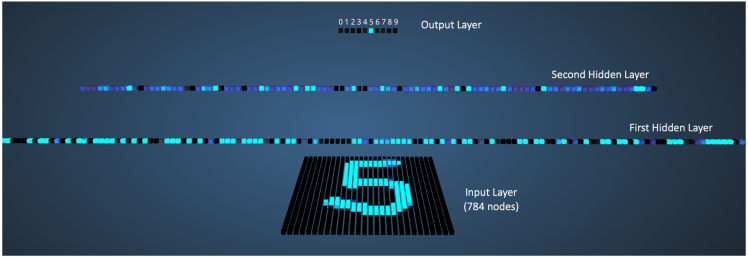 0 1 2 3 4 5 6 7 8 9
Output Layer
Second Hidden Layer
First Hidden Layer
5
Input Layer
(784 nodes)